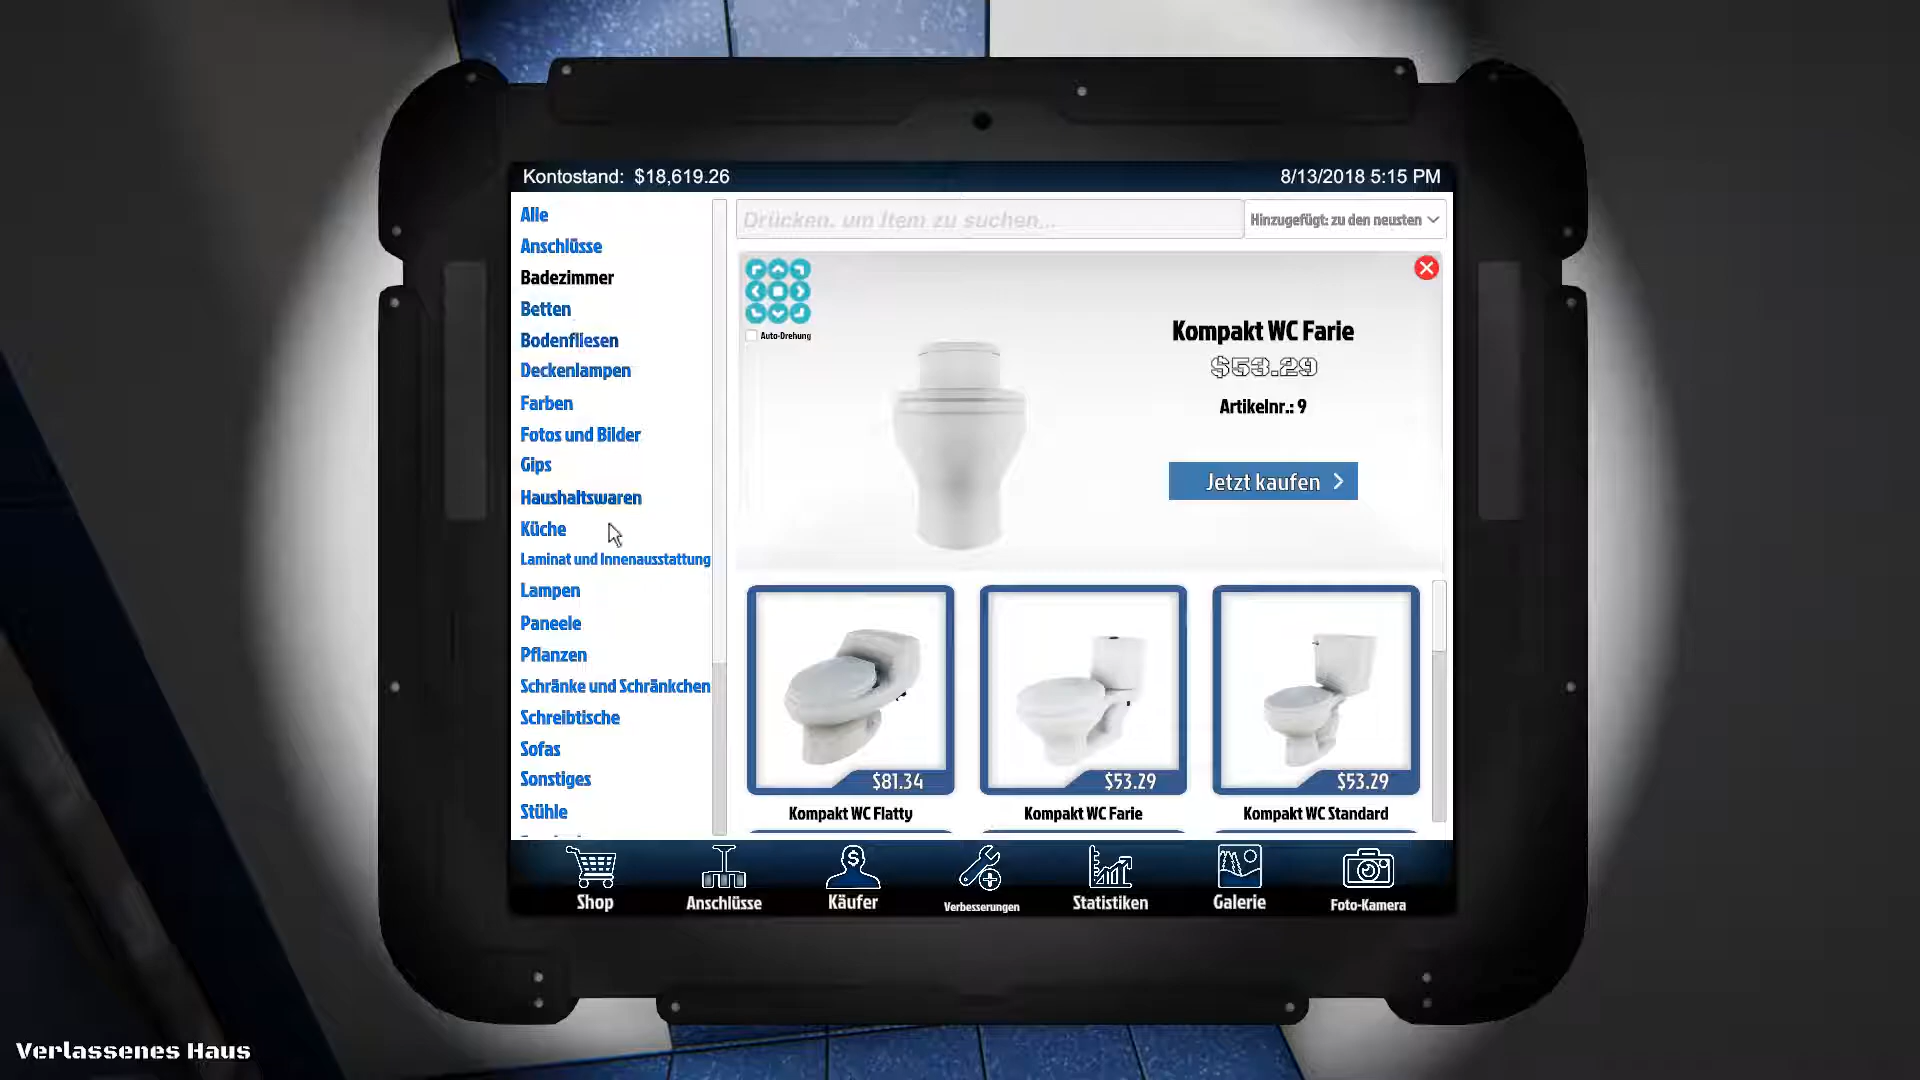 Kontostand: $18,619.26
8/13/2018 5:15 PM
Alle
Anschlüsse
Badezimmer
Betten
Bodenfliesen
Deckenlampen
Farben
Fotos und Bilder
Gips
Haushaltswaren
Küche
Laminat und Innenausstattung
Lampen
Paneele
Pflanzen
Schränke und Schränkchen
Schreibtische
Sofas
Sonstiges
Stühle
Drücken, um Item zu suchen...
Hinzugefügt: zu den neusten
Auto-Drehung
Kompakt WC Farie
$53.29
Artikelnr.: 9
Jetzt kaufen
$81.34
Kompakt WC Flatty
$53.29
Kompakt WC Farie
$53.29
Kompakt WC Standard
Shop
Anschlüsse
Käufer
Verbesserungen
Statistiken
Galerie
Foto-Kamera
Verlassenes Haus